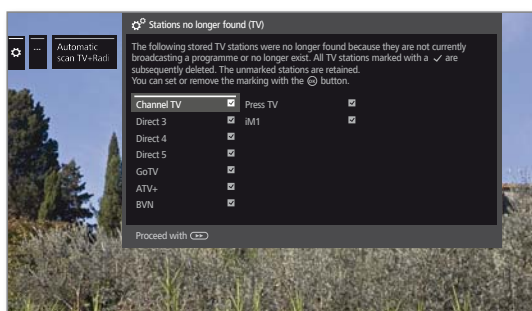 Stations no longer found (TV)
...
Automatic
scan TV+Radi
The following stored TV stations were no longer found because they are not currently
broadcasting a programme or no longer exist. All TV stations marked with a ✓ are
subsequently deleted. The unmarked stations are retained.
You can set or remove the marking with the OK button.
Channel TV
Press TV
Direct 3
iM1
Direct 4
Direct 5
GoTV
ATV+
BVN
Proceed with